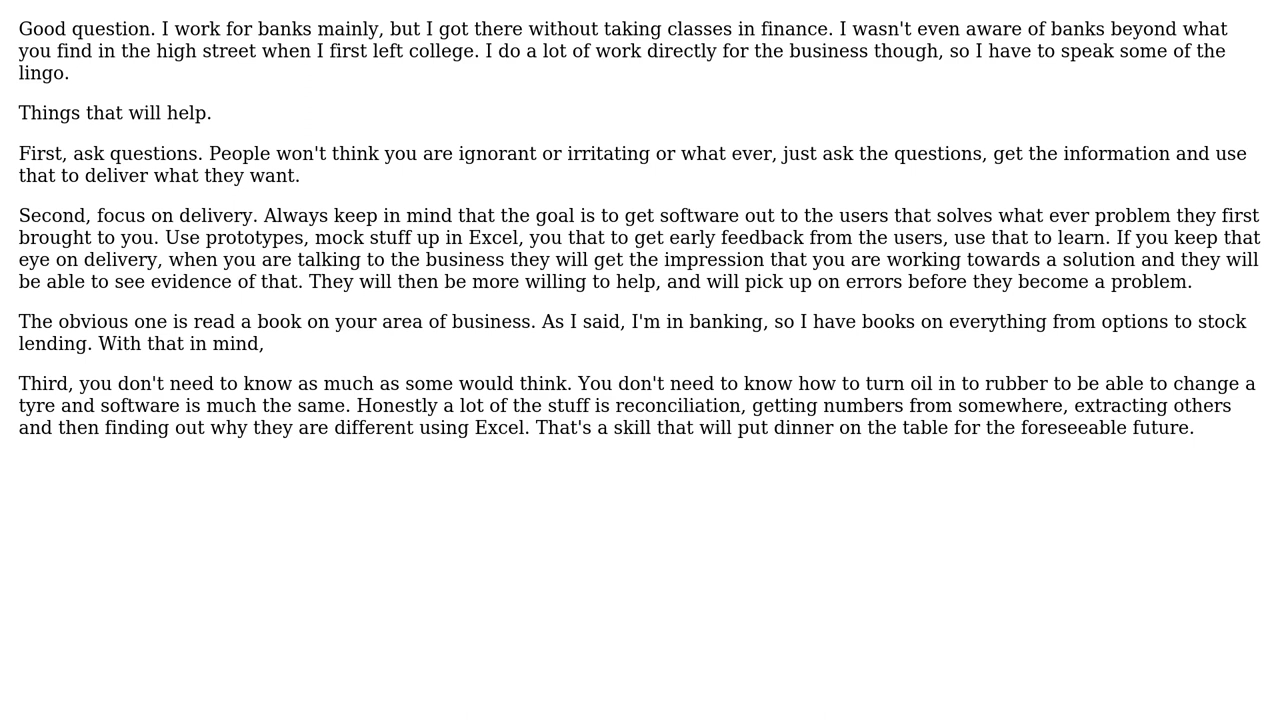 Good question. I work for banks mainly, but I got there without taking classes in finance. I wasn't even aware of banks beyond what
you find in the high street when I first left college. I do a lot of work directly for the business though, so I have to speak some of the
lingo.
Things that will help.
First, ask questions. People won't think you are ignorant or irritating or what ever, just ask the questions, get the information and use
that to deliver what they want.
Second, focus on delivery. Always keep in mind that the goal is to get software out to the users that solves what ever problem they first
brought to you. Use prototypes, mock stuff up in Excel, you that to get early feedback from the users, use that to learn. If you keep that
eye on delivery, when you are talking to the business they will get the impression that you are working towards a solution and they will
be able to see evidence of that. They will then be more willing to help, and will pick up on errors before they become a problem.
The obvious one is read a book on your area of business. As I said, I'm in banking, so I have books on everything from options to stock
lending. With that in mind,
Third, you don't need to know as much as some would think. You don't need to know how to turn oil in to rubber to be able to change a
tyre and software is much the same. Honestly a lot of the stuff is reconciliation, getting numbers from somewhere, extracting others
and then finding out why they are different using Excel. That's a skill that will put dinner on the table for the foreseeable future.